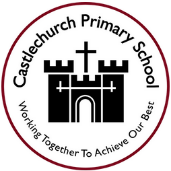 Castlechurch Primary School
Working Together To Achieve Our Best